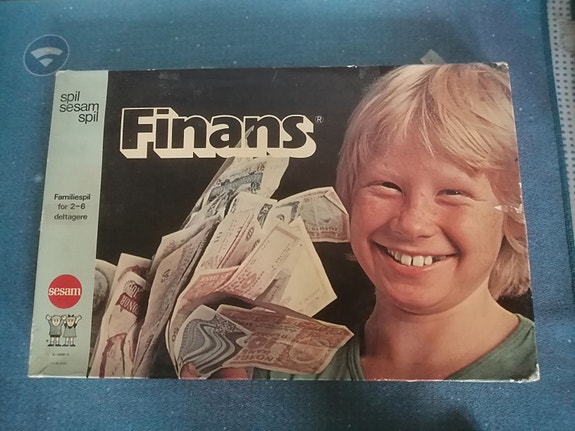 spil
sesam
spil
Finans®
Familiespil
for 2-6
deltagere
sesam